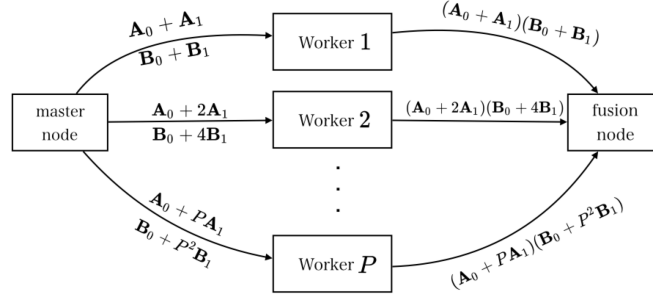 A₀ + A₁
B₀ + B₁
Worker 1
(A₀ + A₁)(B₀ + B₁)
master
node
A₀ + 2A₁
B₀ + 4B₁
Worker 2
(A₀ + 2A₁)(B₀ + 4B₁)
fusion
node
A₀ + PA₁
B₀ + P²B₁
Worker P
(A₀ + PA₁)(B₀ + P²B₁)